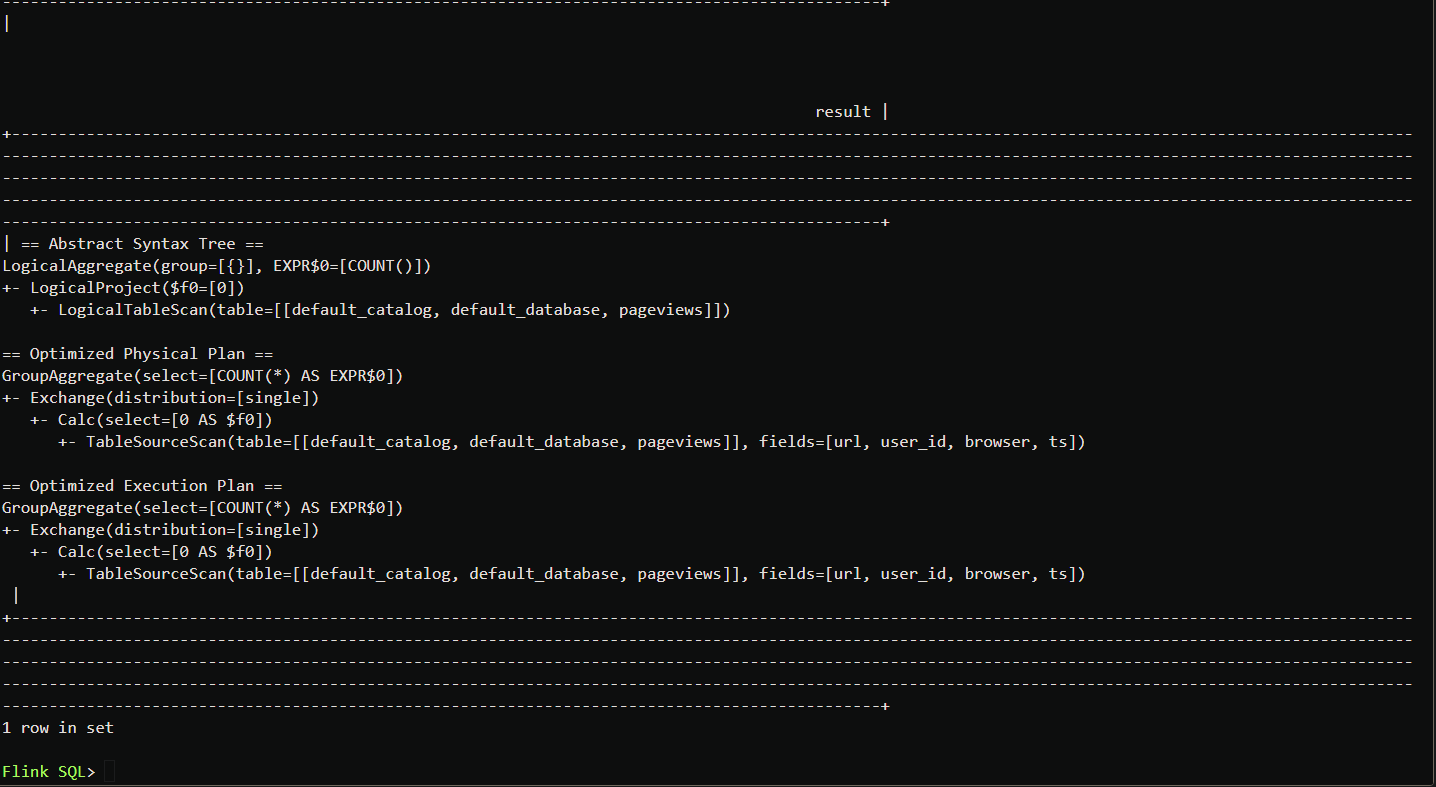 ----------------------------------------------------------------------------------------------+
|
result |
+------------------------------------------------------------------------------------------------------------------------------------------------------
-------------------------------------------------------------------------------------------------------------------------------------------------------
-------------------------------------------------------------------------------------------------------------------------------------------------------
-------------------------------------------------------------------------------------------------------------------------------------------------------
----------------------------------------------------------------------------------------------+
| == Abstract Syntax Tree ==
LogicalAggregate(group=[{}], EXPR$0=[COUNT()])
+- LogicalProject($f0=[0])
   +- LogicalTableScan(table=[[default_catalog, default_database, pageviews]])

== Optimized Physical Plan ==
GroupAggregate(select=[COUNT(*) AS EXPR$0])
+- Exchange(distribution=[single])
   +- Calc(select=[0 AS $f0])
      +- TableSourceScan(table=[[default_catalog, default_database, pageviews]], fields=[url, user_id, browser, ts])

== Optimized Execution Plan ==
GroupAggregate(select=[COUNT(*) AS EXPR$0])
+- Exchange(distribution=[single])
   +- Calc(select=[0 AS $f0])
      +- TableSourceScan(table=[[default_catalog, default_database, pageviews]], fields=[url, user_id, browser, ts])
 |
+------------------------------------------------------------------------------------------------------------------------------------------------------
-------------------------------------------------------------------------------------------------------------------------------------------------------
-------------------------------------------------------------------------------------------------------------------------------------------------------
-------------------------------------------------------------------------------------------------------------------------------------------------------
----------------------------------------------------------------------------------------------+
1 row in set

Flink SQL>